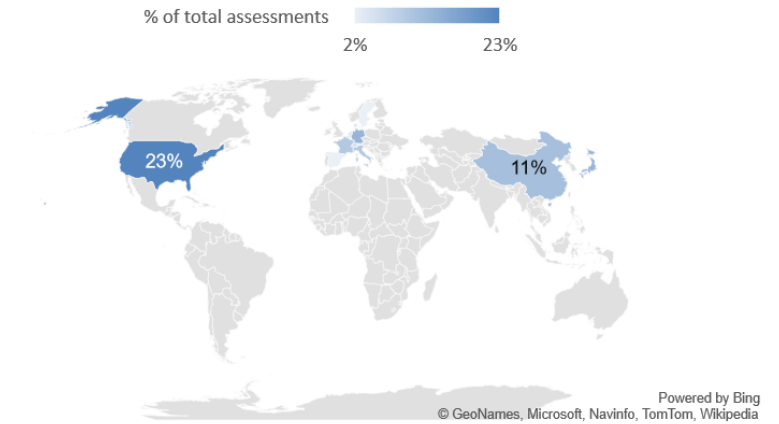 % of total assessments
2% 23%
23%
11%
Powered by Bing
© GeoNames, Microsoft, Navinfo, TomTom, Wikipedia